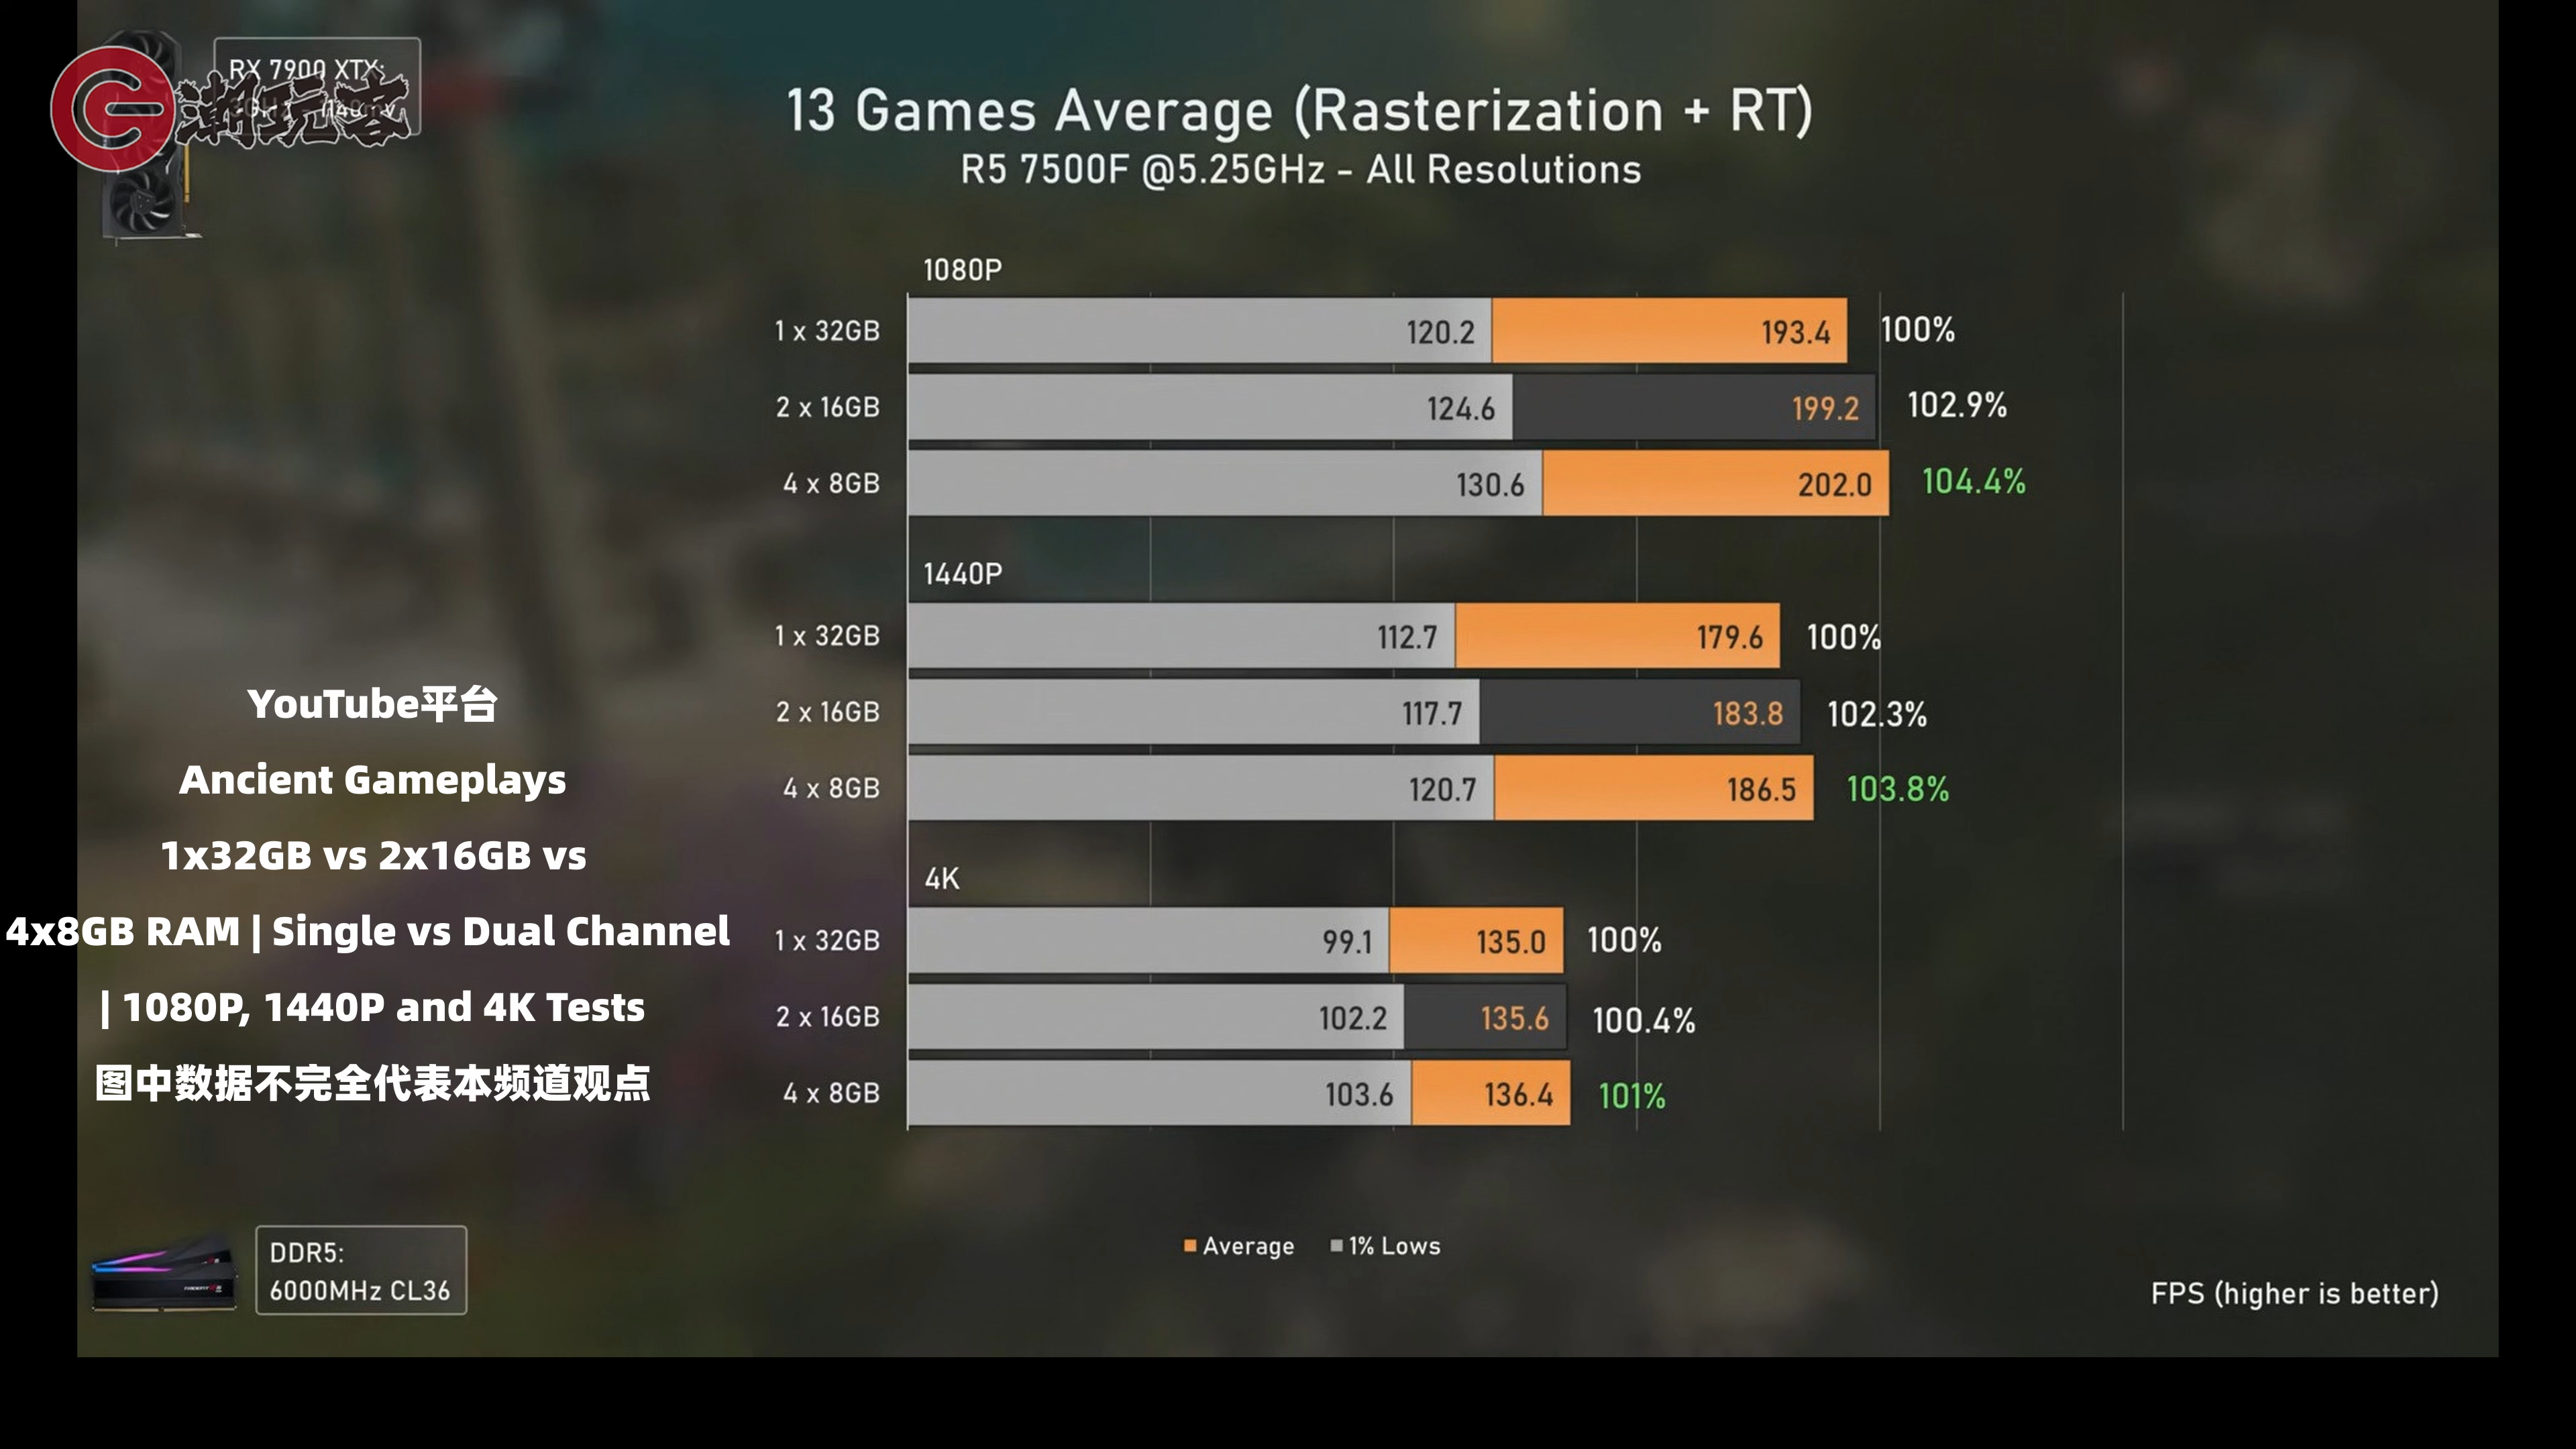 RX 7900 XTX:
潮玩客
13 Games Average (Rasterization + RT)
R5 7500F @5.25GHz - All Resolutions
1080P
1 x 32GB 120.2 193.4 100%
2 x 16GB 124.6 199.2 102.9%
4 x 8GB 130.6 202.0 104.4%
1440P
1 x 32GB 112.7 179.6 100%
2 x 16GB 117.7 183.8 102.3%
4 x 8GB 120.7 186.5 103.8%
4K
1 x 32GB 99.1 135.0 100%
2 x 16GB 102.2 135.6 100.4%
4 x 8GB 103.6 136.4 101%
YouTube平台
Ancient Gameplays
1x32GB vs 2x16GB vs
4x8GB RAM | Single vs Dual Channel
| 1080P, 1440P and 4K Tests
图中数据不完全代表本频道观点
DDR5:
6000MHz CL36
Average 1% Lows
FPS (higher is better)